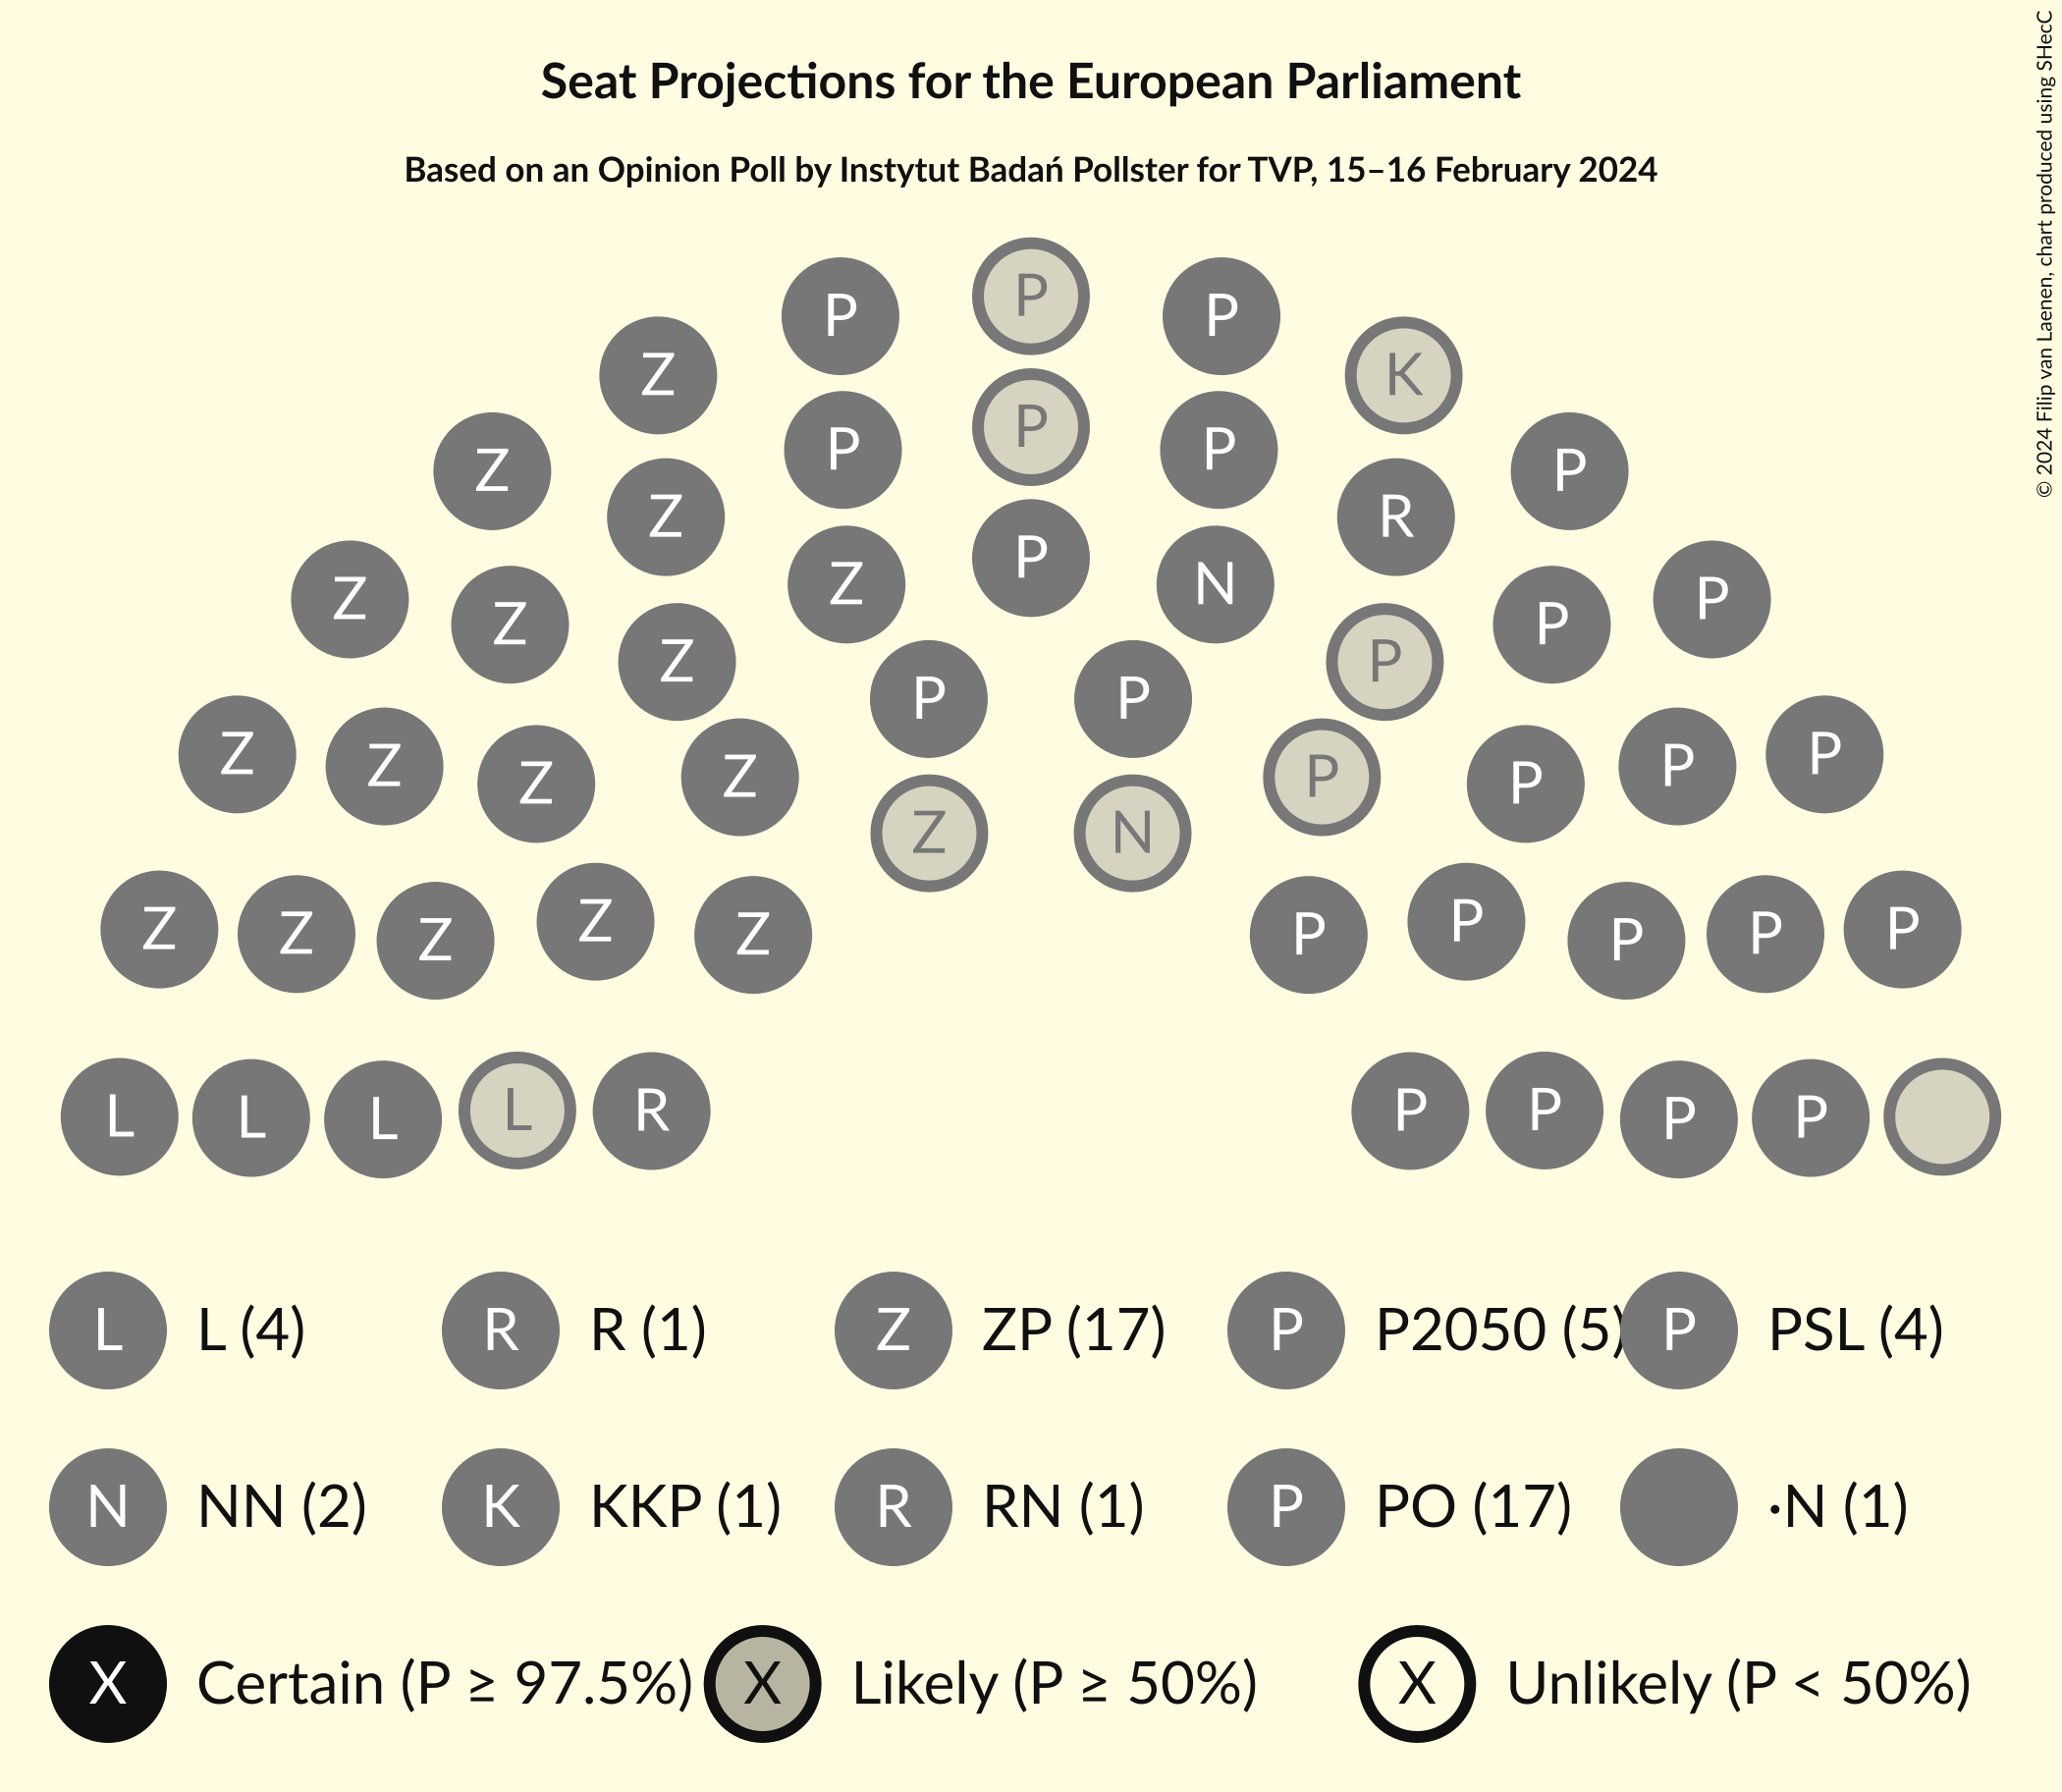 Seat Projections for the European Parliament
Based on an Opinion Poll by Instytut Badań Pollster for TVP, 15–16 February 2024
© 2024 Filip van Laenen, chart produced using SHecC
P
P P
Z K
P P
P
Z P
Z R
P
Z N
Z P
Z P
Z P
P P
Z P
Z P
Z P
Z P
Z N
Z P
Z P
Z P
Z P
Z P
L R P P
L P
L P
L P
L L (4) R R (1) Z ZP (17) P P2050 (5) P PSL (4)
N NN (2) K KKP (1) R RN (1) P PO (17) •N (1)
X Certain (P ≥ 97.5%) X Likely (P ≥ 50%) X Unlikely (P < 50%)